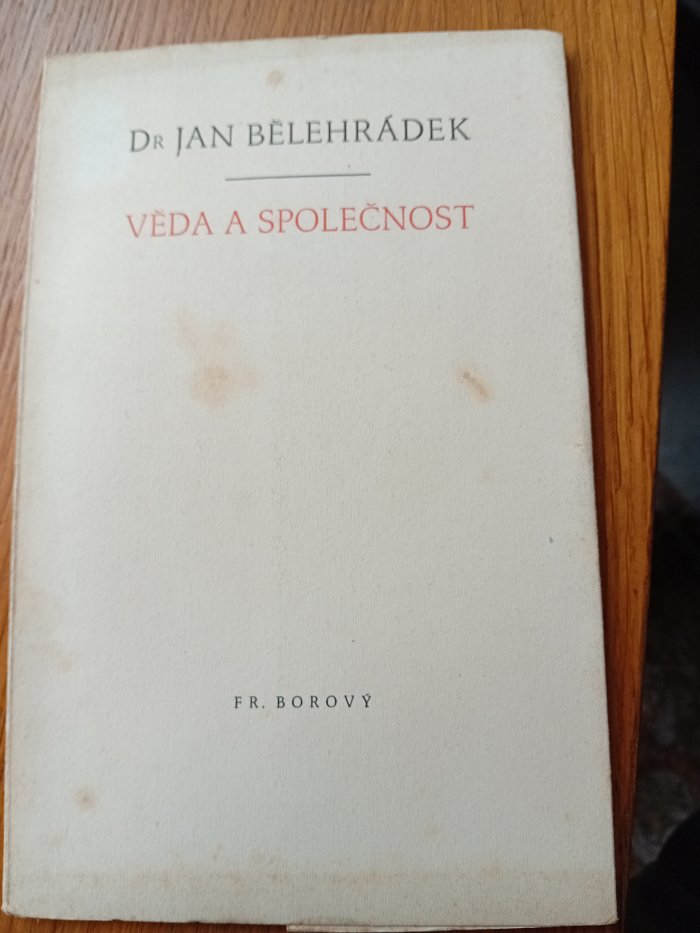 Dr JAN BĚLEHRÁDEK
VĚDA A SPOLEČNOST
FR. BOROVÝ